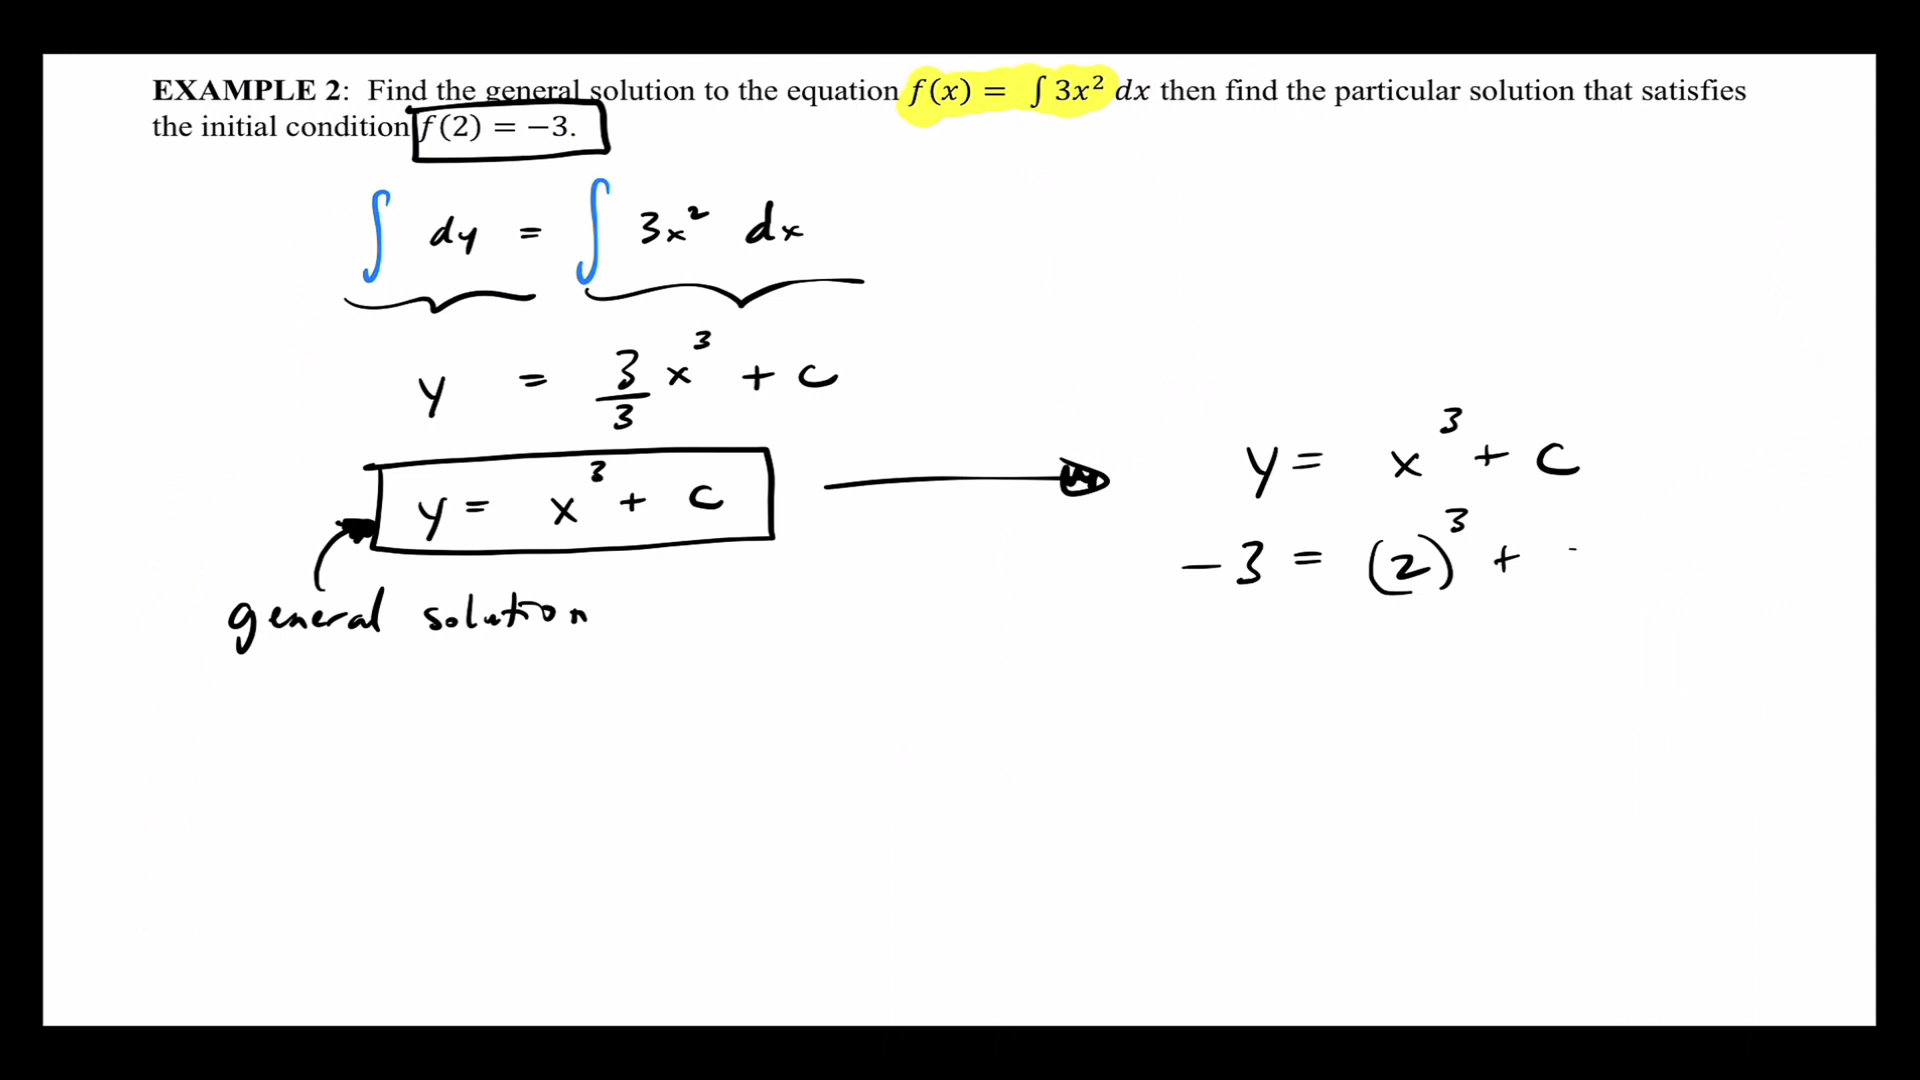 EXAMPLE 2: Find the general solution to the equation f(x) = ∫ 3x² dx then find the particular solution that satisfies
the initial condition f(2) = −3.
∫ dy = ∫ 3x² dx
y = 3/3 x³ + c
y = x³ + c
general solution
y = x³ + c
-3 = (2)³ +